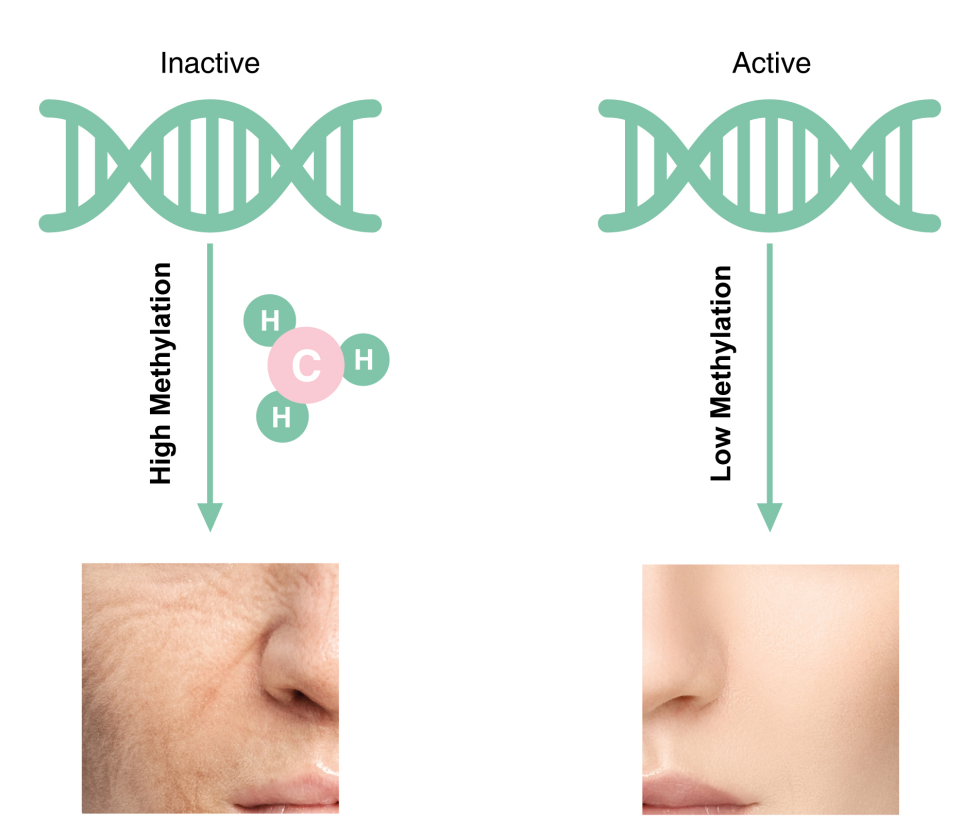 Inactive
Active
High Methylation
H
C
H
H
Low Methylation